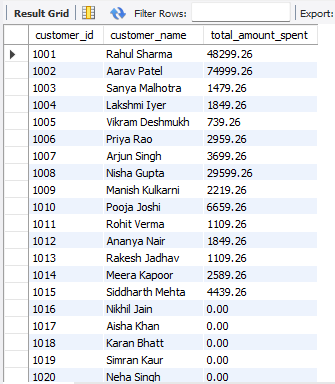 Result Grid Filter Rows: Export:
customer_id customer_name total_amount_spent
1001 Rahul Sharma 48299.26
1002 Aarav Patel 74999.26
1003 Sanya Malhotra 1479.26
1004 Lakshmi Iyer 1849.26
1005 Vikram Deshmukh 739.26
1006 Priya Rao 2959.26
1007 Arjun Singh 3699.26
1008 Nisha Gupta 29599.26
1009 Manish Kulkarni 2219.26
1010 Pooja Joshi 6659.26
1011 Rohit Verma 1109.26
1012 Ananya Nair 1849.26
1013 Rakesh Jadhav 1109.26
1014 Meera Kapoor 2589.26
1015 Siddharth Mehta 4439.26
1016 Nikhil Jain 0.00
1017 Aisha Khan 0.00
1018 Karan Bhatt 0.00
1019 Simran Kaur 0.00
1020 Neha Singh 0.00